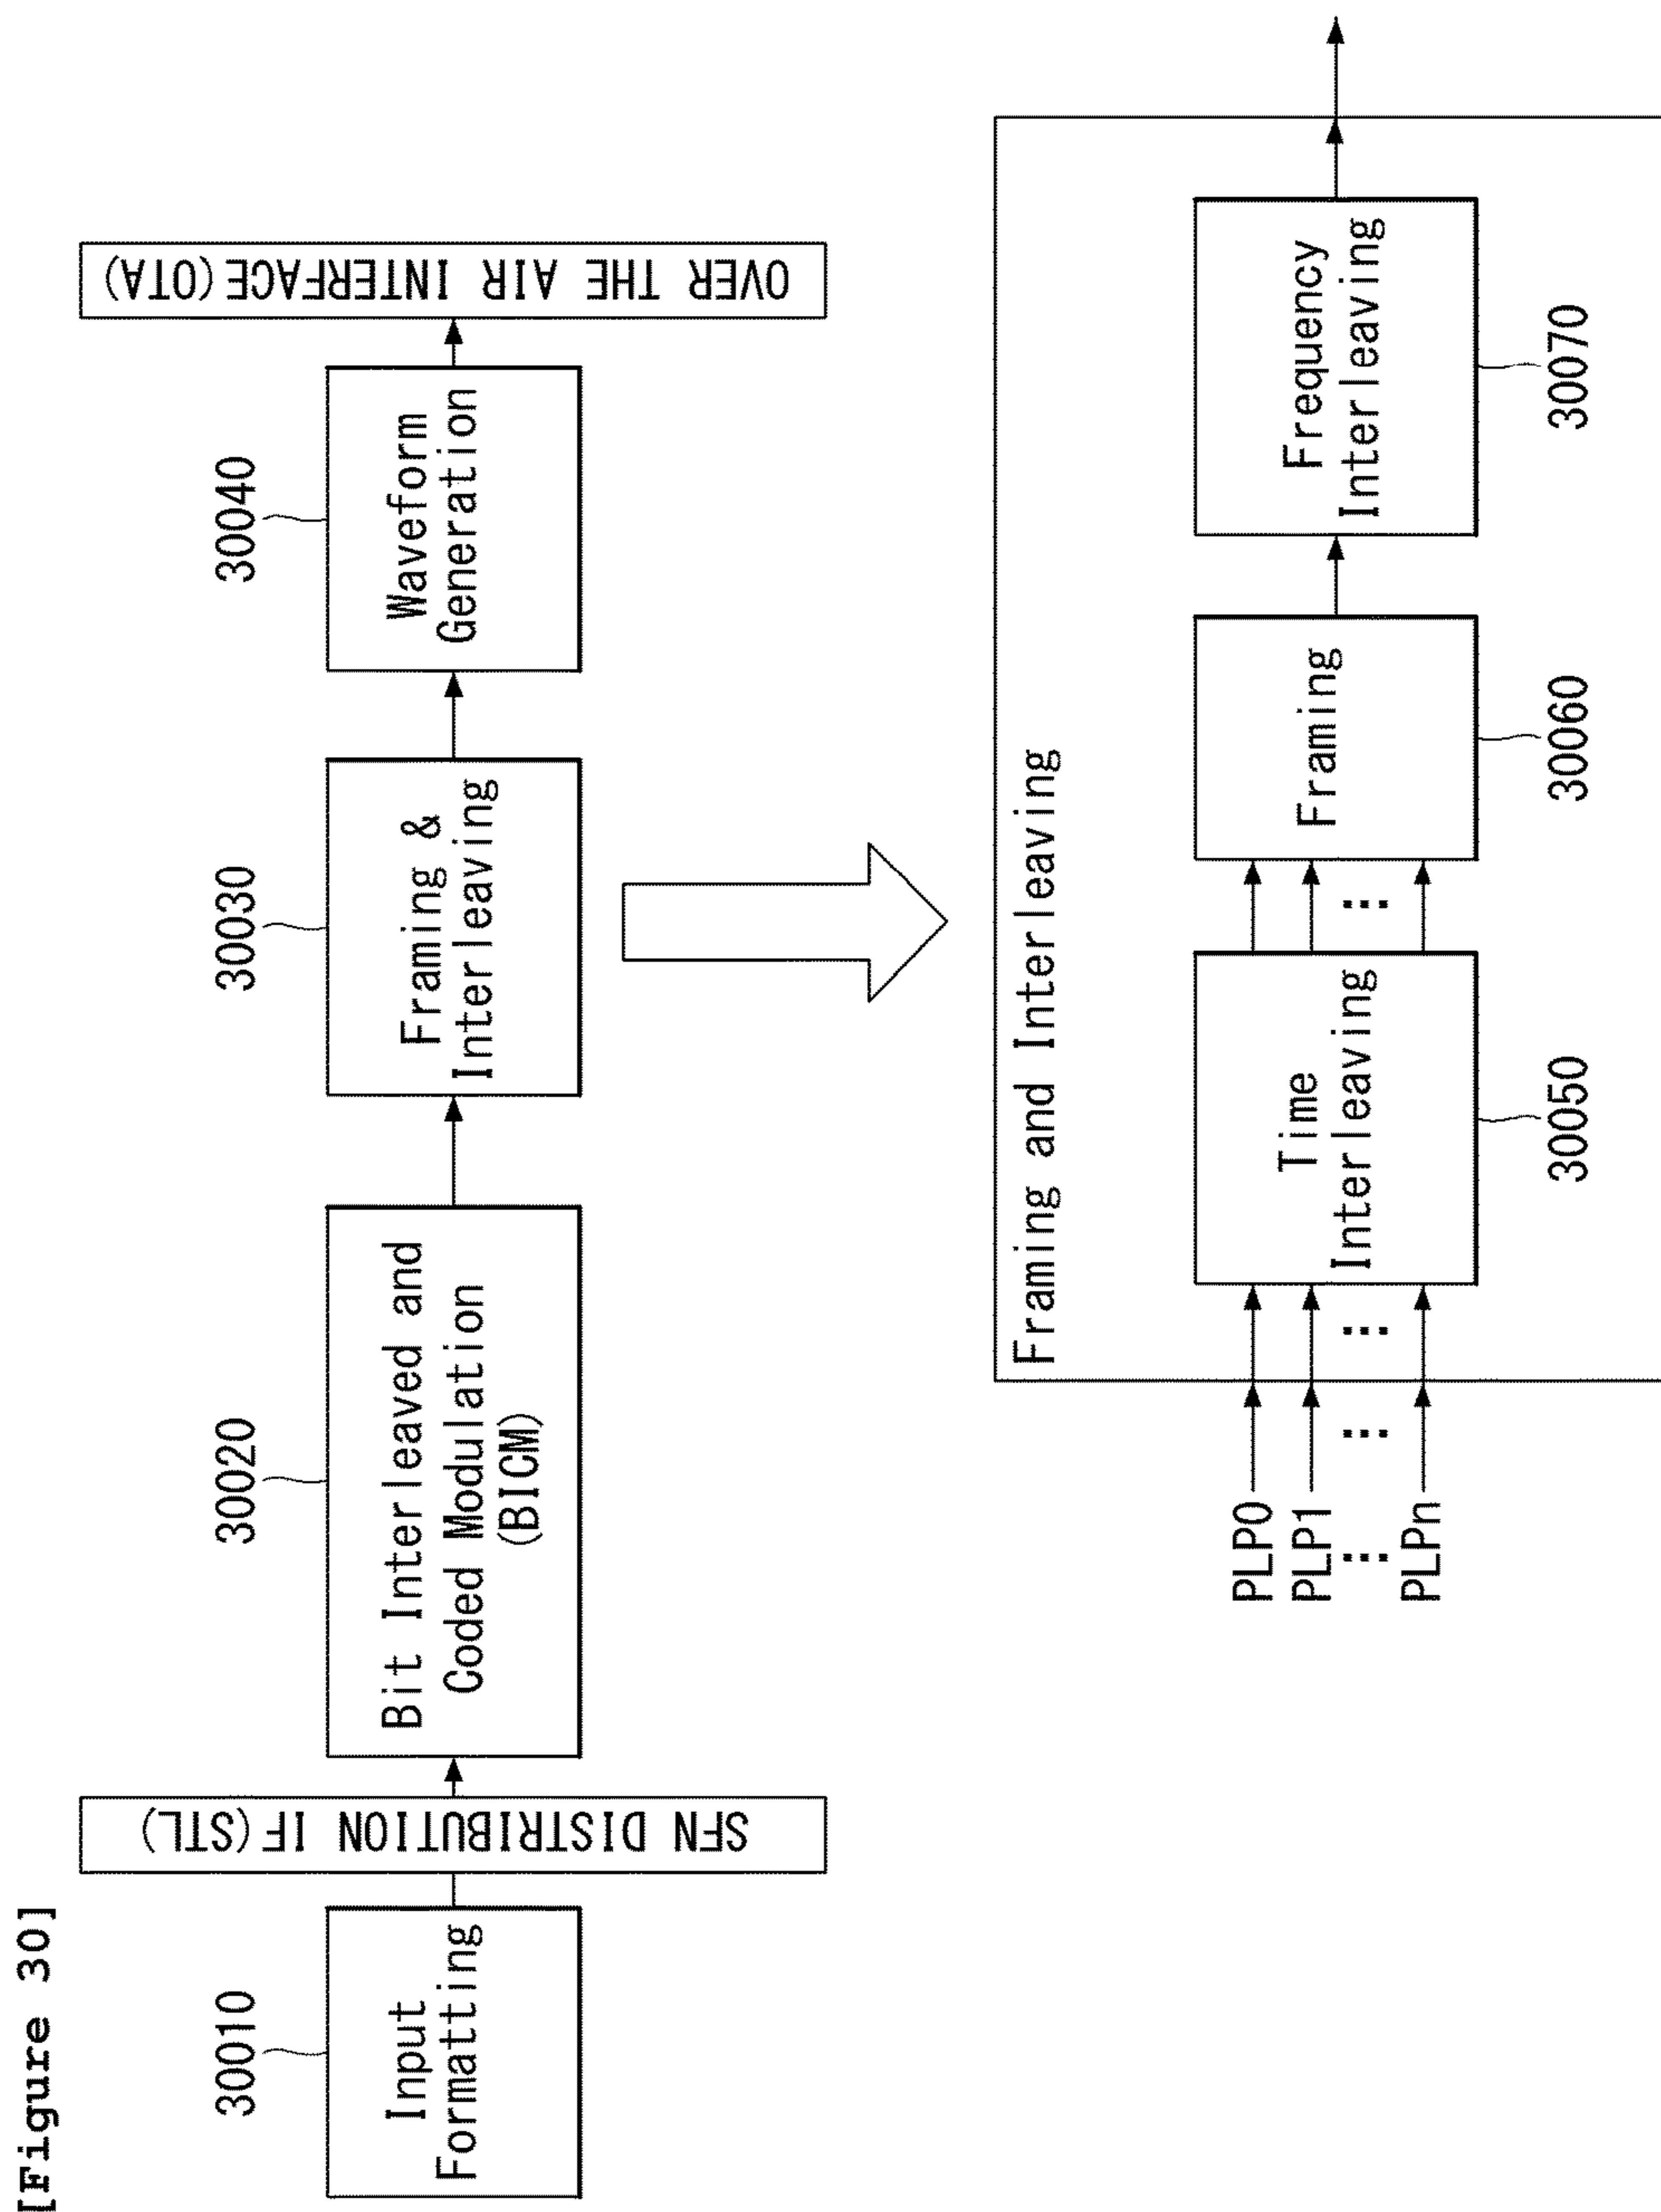 [Figure 30]
30010
Input
Formatting
SFN DISTRIBUTION IF(STL)
30020
Bit Interleaved and
Coded Modulation
(BICM)
30030
Framing &
Interleaving
30040
Waveform
Generation
OVER THE AIR INTERFACE(OTA)
Framing and Interleaving
PLP0
PLP1
⋮
PLPn
Time
Interleaving
30050
Framing
30060
Frequency
Interleaving
30070